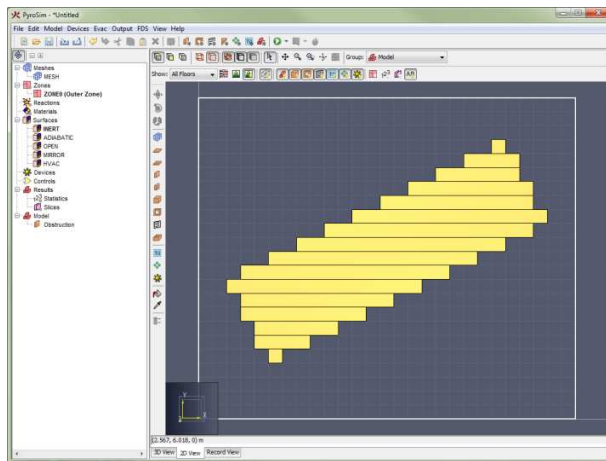 PyroSim - *Untitled
File Edit Model Devices Evac Output FDS View Help
Group: Model
Show: All Floors
Meshes
MESH
Zones
ZONE0 (Outer Zone)
Reactions
Materials
Surfaces
INERT
ADIABATIC
OPEN
MIRROR
HVAC
Devices
Controls
Results
Statistics
Slices
Model
Obstruction
Y
X
(2.567, 6.018, 0) m
3D View 2D View Record View